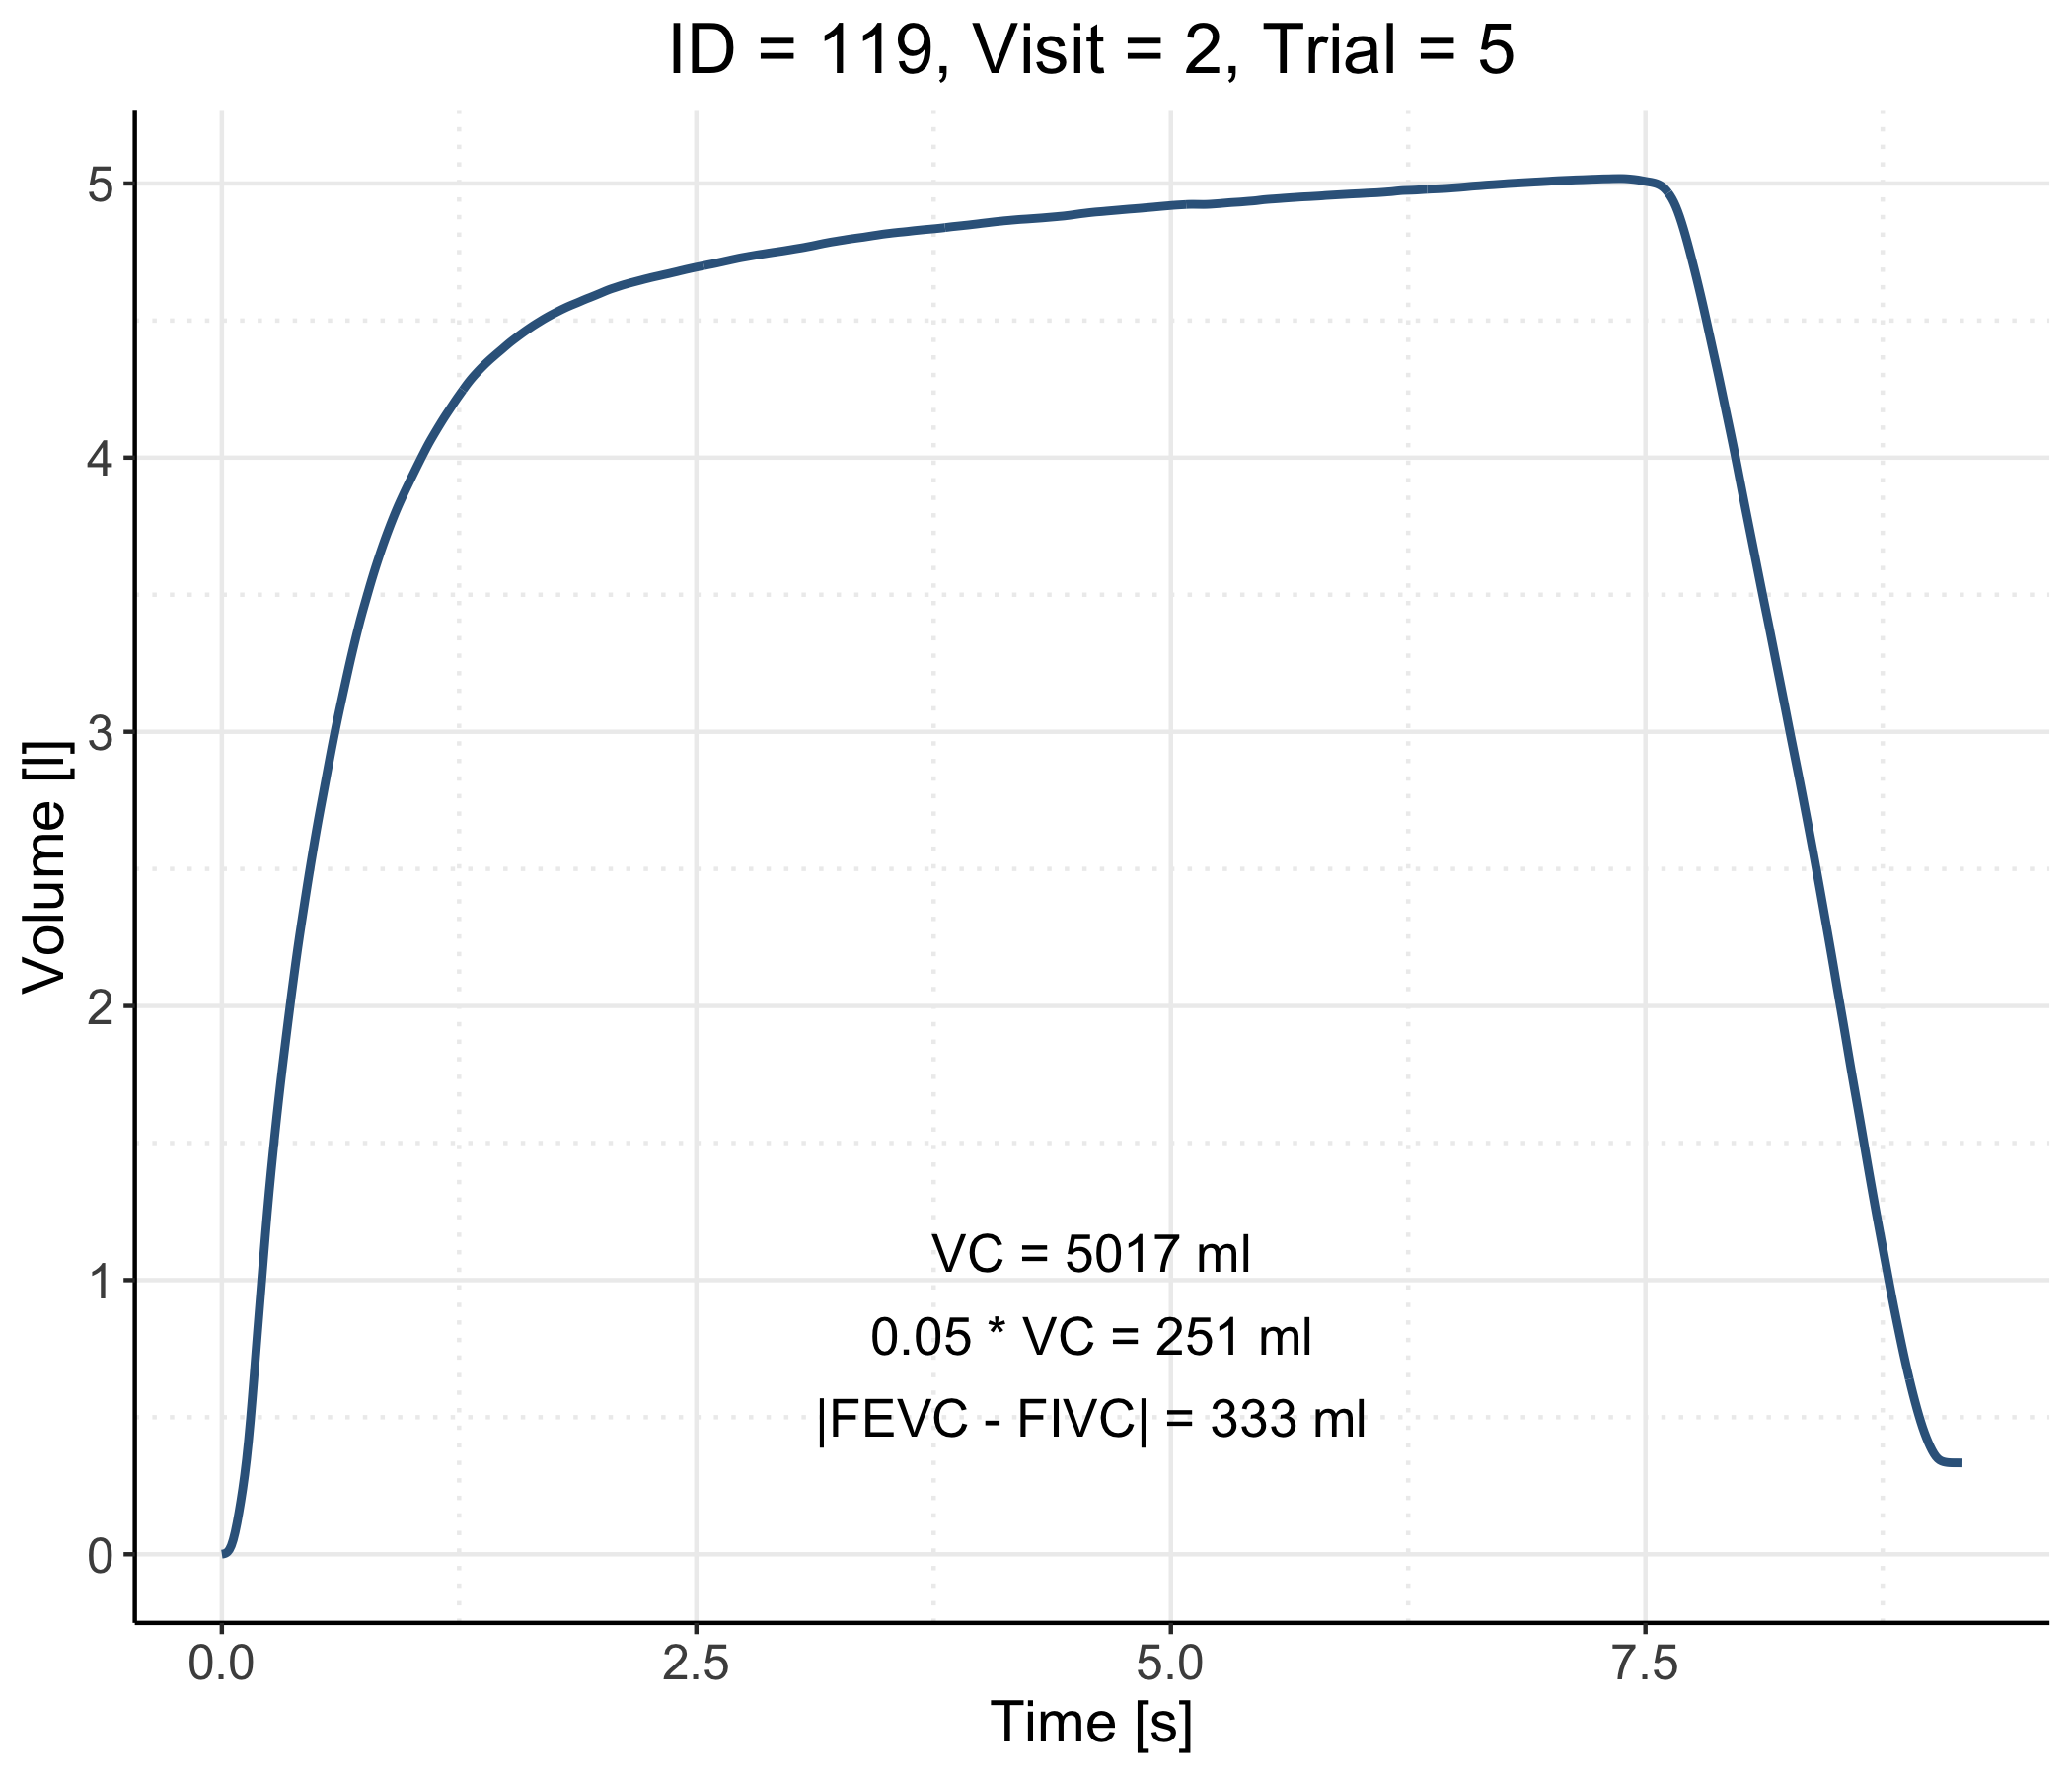 ID = 119, Visit = 2, Trial = 5
Volume [l]
5
4
3
2
1
0
VC = 5017 ml
0.05 * VC = 251 ml
|FEVC - FIVC| = 333 ml
0.0 2.5 5.0 7.5
Time [s]